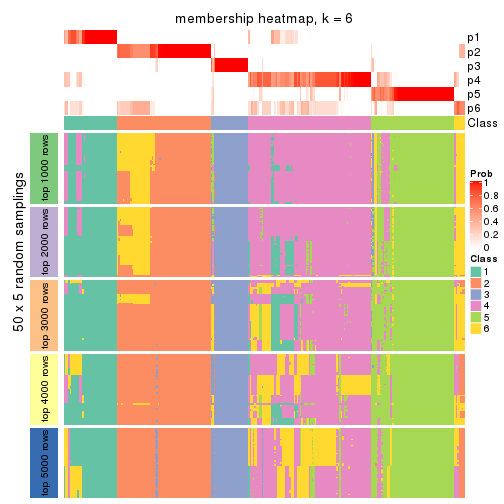 membership heatmap, k = 6
p1
p2
p3
p4
p5
p6
Class
50 x 5 random samplings
top 1000 rows
top 2000 rows
top 3000 rows
top 4000 rows
top 5000 rows
Prob
1
0.8
0.6
0.4
0.2
0
Class
1
2
3
4
5
6